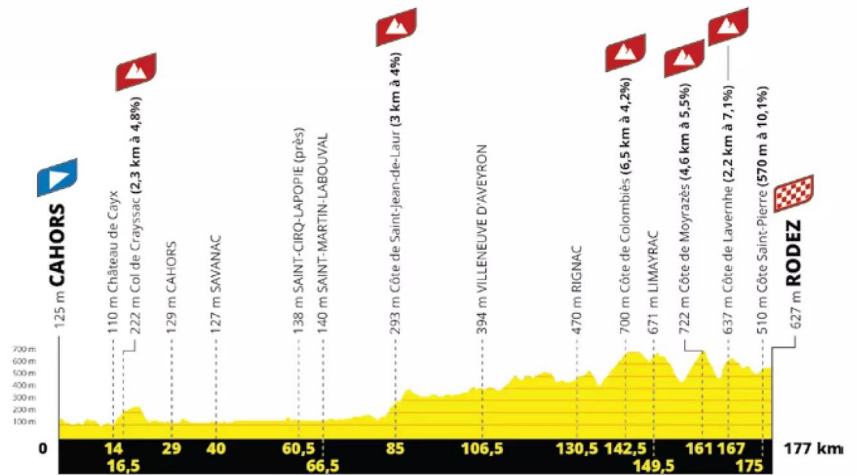 125 m CAHORS
110 m Château de Cayx
222 m Col de Crayssac (2,3 km à 4,8%)
129 m CAHORS
127 m SAVANAC
138 m SAINT-CIRQ-LAPOPIE (près)
140 m SAINT-MARTIN-LABOUVAL
293 m Côte de Saint-Jean-de-Laur (3 km à 4%)
394 m VILLENEUVE D'AVEYRON
470 m RIGNAC
700 m Côte de Colombiès (6,5 km à 4,2%)
671 m LIMAYRAC
722 m Côte de Moyrazès (4,6 km à 5,5%)
637 m Côte de Lavernhe (2,2 km à 7,1%)
510 m Côte Saint-Pierre (570 m à 10,1%)
627 m RODEZ
700 m
600 m
500 m
400 m
300 m
200 m
100 m
0 14 29 40 60,5 85 106,5 130,5 142,5 161 167 177 km
16,5 66,5 149,5 175